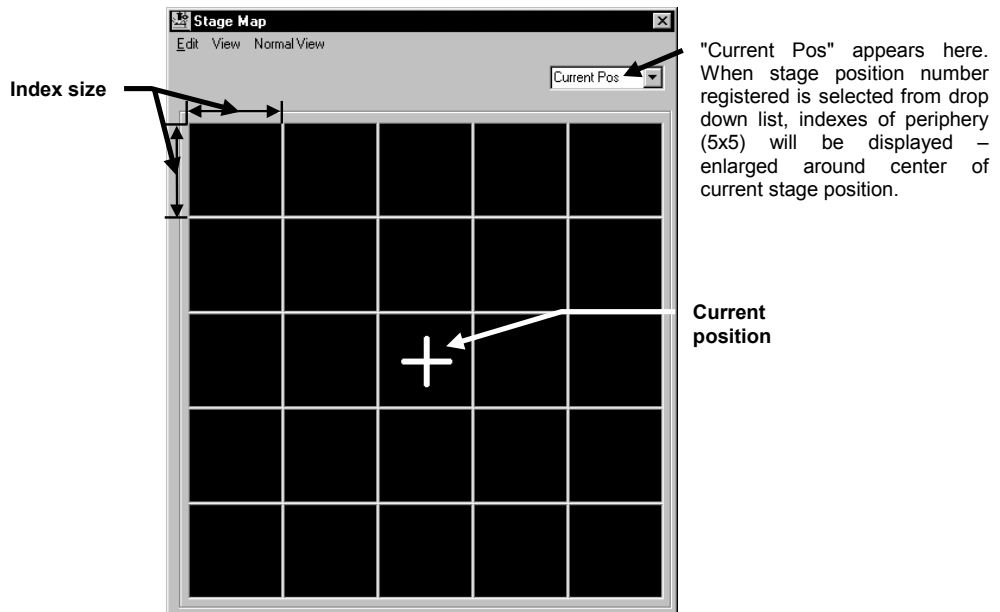 Stage Map
Edit View Normal View
Current Pos
Index size
"Current Pos" appears here.
When stage position number
registered is selected from drop
down list, indexes of periphery
(5x5) will be displayed –
enlarged around center of
current stage position.
Current
position